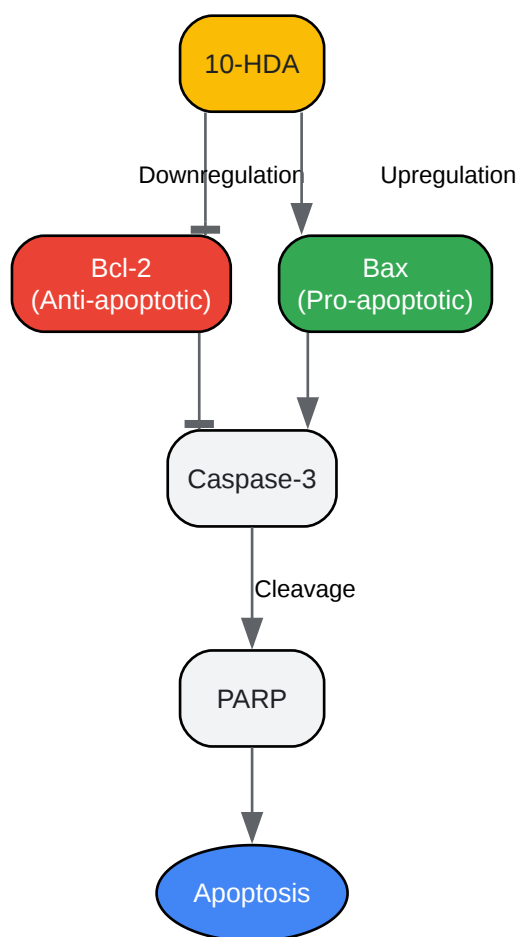 10-HDA
Downregulation
Upregulation
Bcl-2
(Anti-apoptotic)
Bax
(Pro-apoptotic)
Caspase-3
Cleavage
PARP
Apoptosis